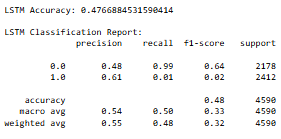 LSTM Accuracy: 0.4766884531590414
LSTM Classification Report:
precision recall f1-score support
0.0 0.48 0.99 0.64 2178
1.0 0.61 0.01 0.02 2412
accuracy 0.48 4590
macro avg 0.54 0.50 0.33 4590
weighted avg 0.55 0.48 0.32 4590